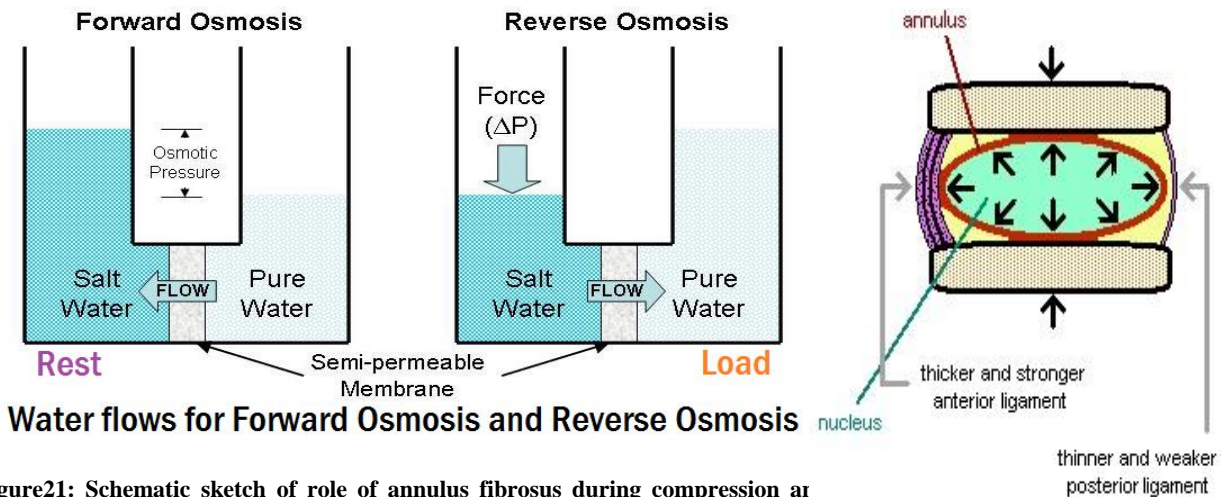 Forward Osmosis
Osmotic
Pressure
Salt
Water
FLOW
Pure
Water
Rest
Reverse Osmosis
Force
(ΔP)
Salt
Water
FLOW
Pure
Water
Load
Semi-permeable
Membrane
Water flows for Forward Osmosis and Reverse Osmosis
annulus
nucleus
thicker and stronger
anterior ligament
thinner and weaker
posterior ligament
Schematic sketch of role of annulus fibrosus during compression